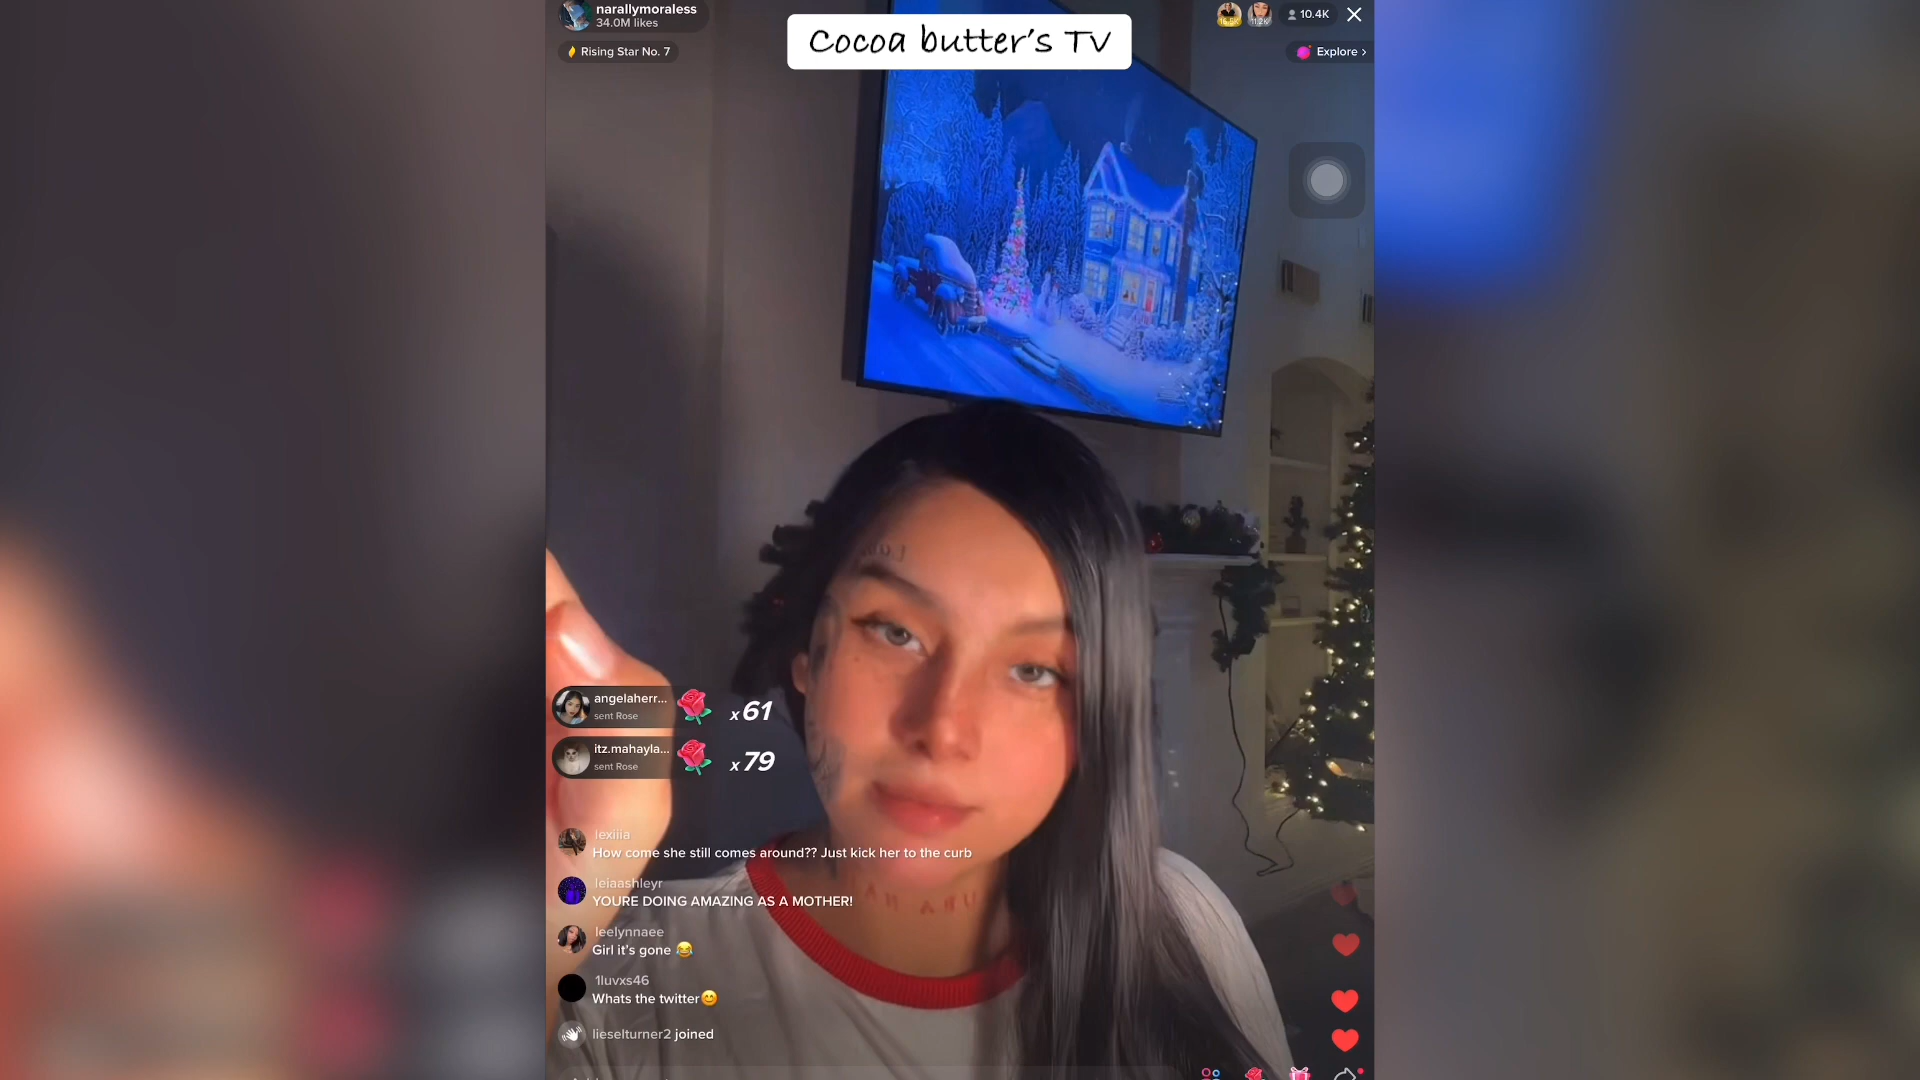 narallymoraless
34.0M likes
Cocoa butter's TV
10.4K
Rising Star No. 7
Explore >
angelaherr...
sent Rose
x61
itz.mahayla...
sent Rose
x79
lexiiia
How come she still comes around?? Just kick her to the curb
leiaashleyr
YOURE DOING AMAZING AS A MOTHER!
leelynnaee
Girl it's gone 😂
1luvxs46
Whats the twitter😊
lieselturner2 joined